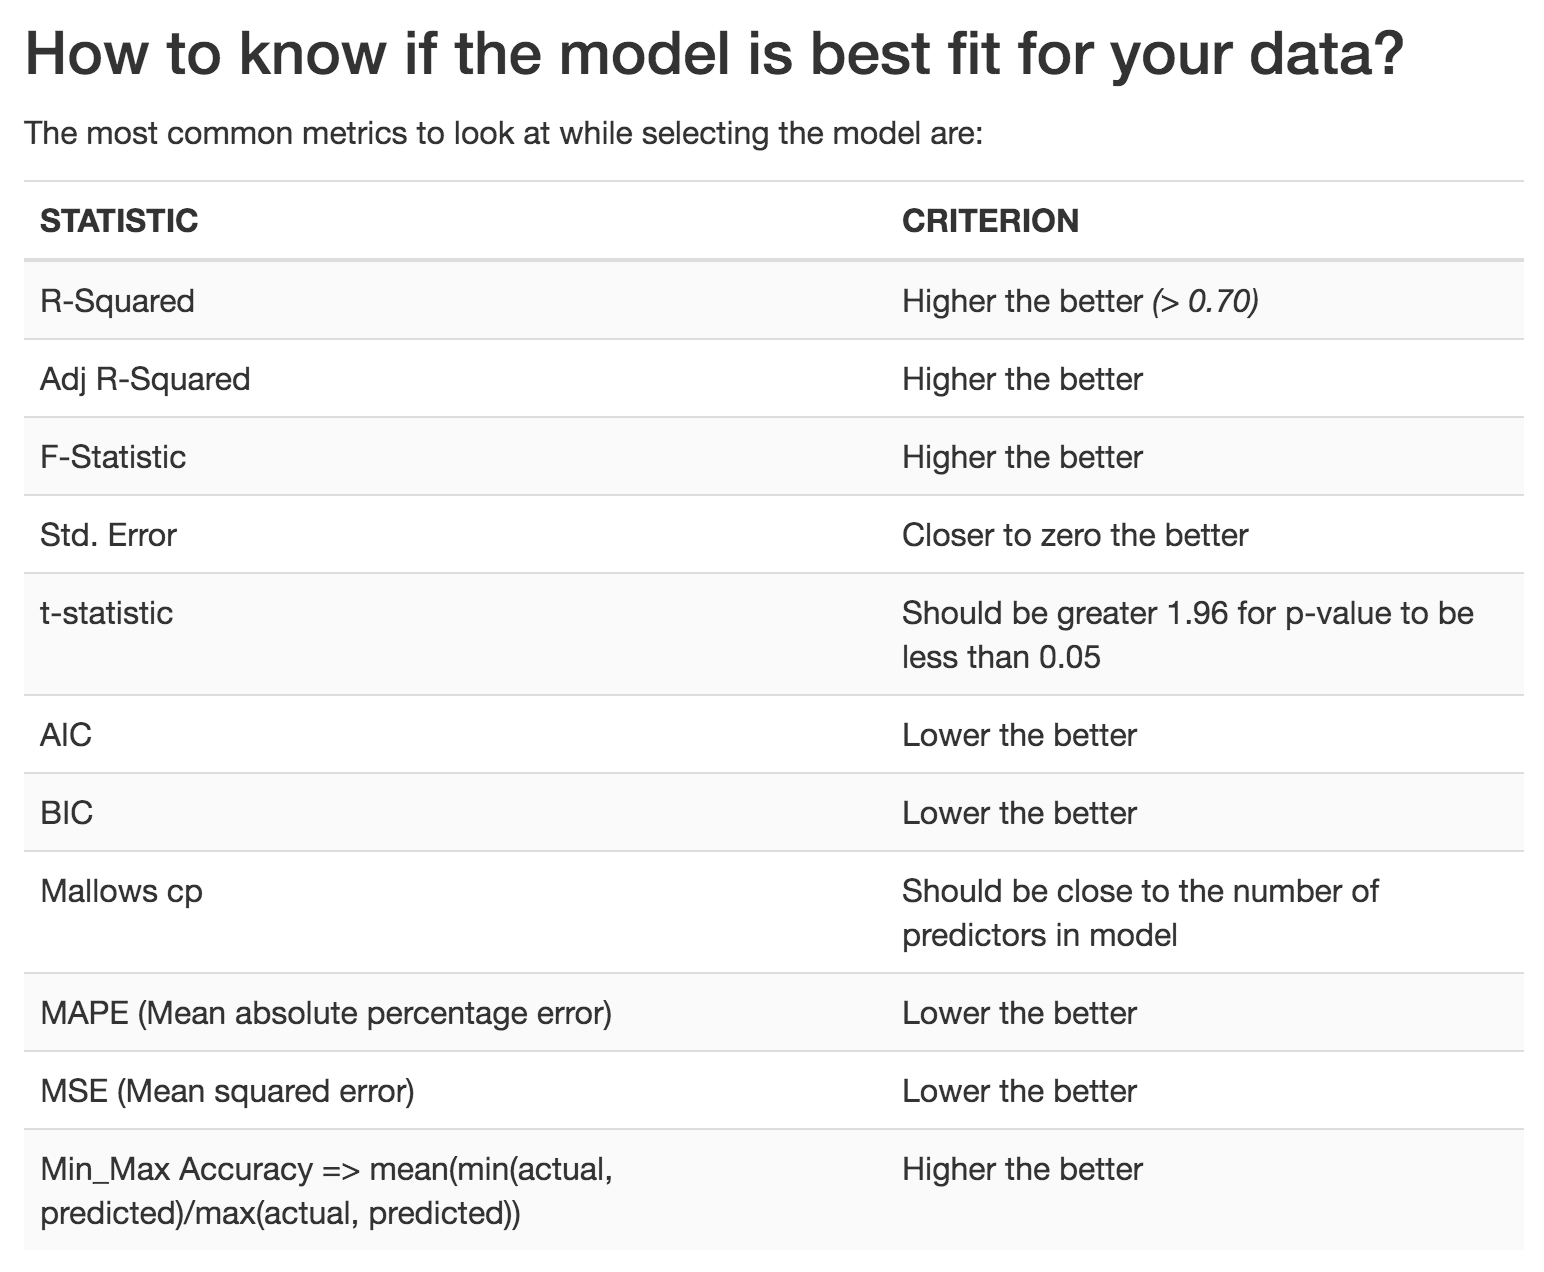 How to know if the model is best fit for your data?
The most common metrics to look at while selecting the model are:
STATISTIC CRITERION
R-Squared Higher the better (> 0.70)
Adj R-Squared Higher the better
F-Statistic Higher the better
Std. Error Closer to zero the better
t-statistic Should be greater 1.96 for p-value to be
less than 0.05
AIC Lower the better
BIC Lower the better
Mallows cp Should be close to the number of
predictors in model
MAPE (Mean absolute percentage error) Lower the better
MSE (Mean squared error) Lower the better
Min_Max Accuracy => mean(min(actual, Higher the better
predicted)/max(actual, predicted))